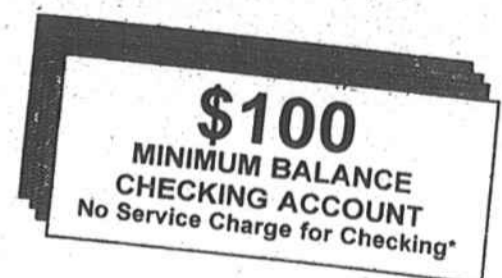 $100
MINIMUM BALANCE
CHECKING ACCOUNT
No Service Charge for Checking*